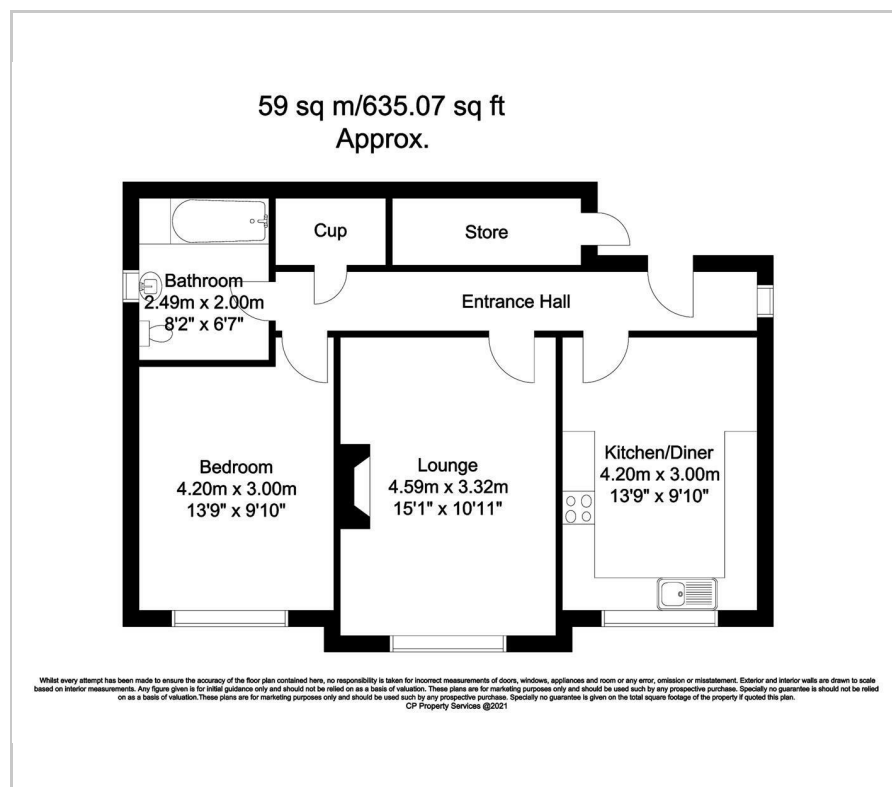 59 sq m/635.07 sq ft
Approx.
Cup
Store
Bathroom
2.49m x 2.00m
8'2" x 6'7"
Entrance Hall
Bedroom
4.20m x 3.00m
13'9" x 9'10"
Lounge
4.59m x 3.32m
15'1" x 10'11"
Kitchen/Diner
4.20m x 3.00m
13'9" x 9'10"
Whilst every attempt has been made to ensure the accuracy of the floor plan contained here, no responsibility is taken for incorrect measurements of doors, windows, appliances and room or any error, omission or misstatement. Exterior and interior walls are drawn to scale
based on interior measurements. Any figure given is for initial guidance only and should not be relied on as a basis of valuation. These plans are for marketing purposes only and should be used such by any prospective purchase. Specially no guarantee is should not be relied
on as a basis of valuation.These plans are for marketing purposes only and should be used such by any prospective purchase. Specially no guarantee is given on the total square footage of the property if quoted this plan.
CP Property Services @2021